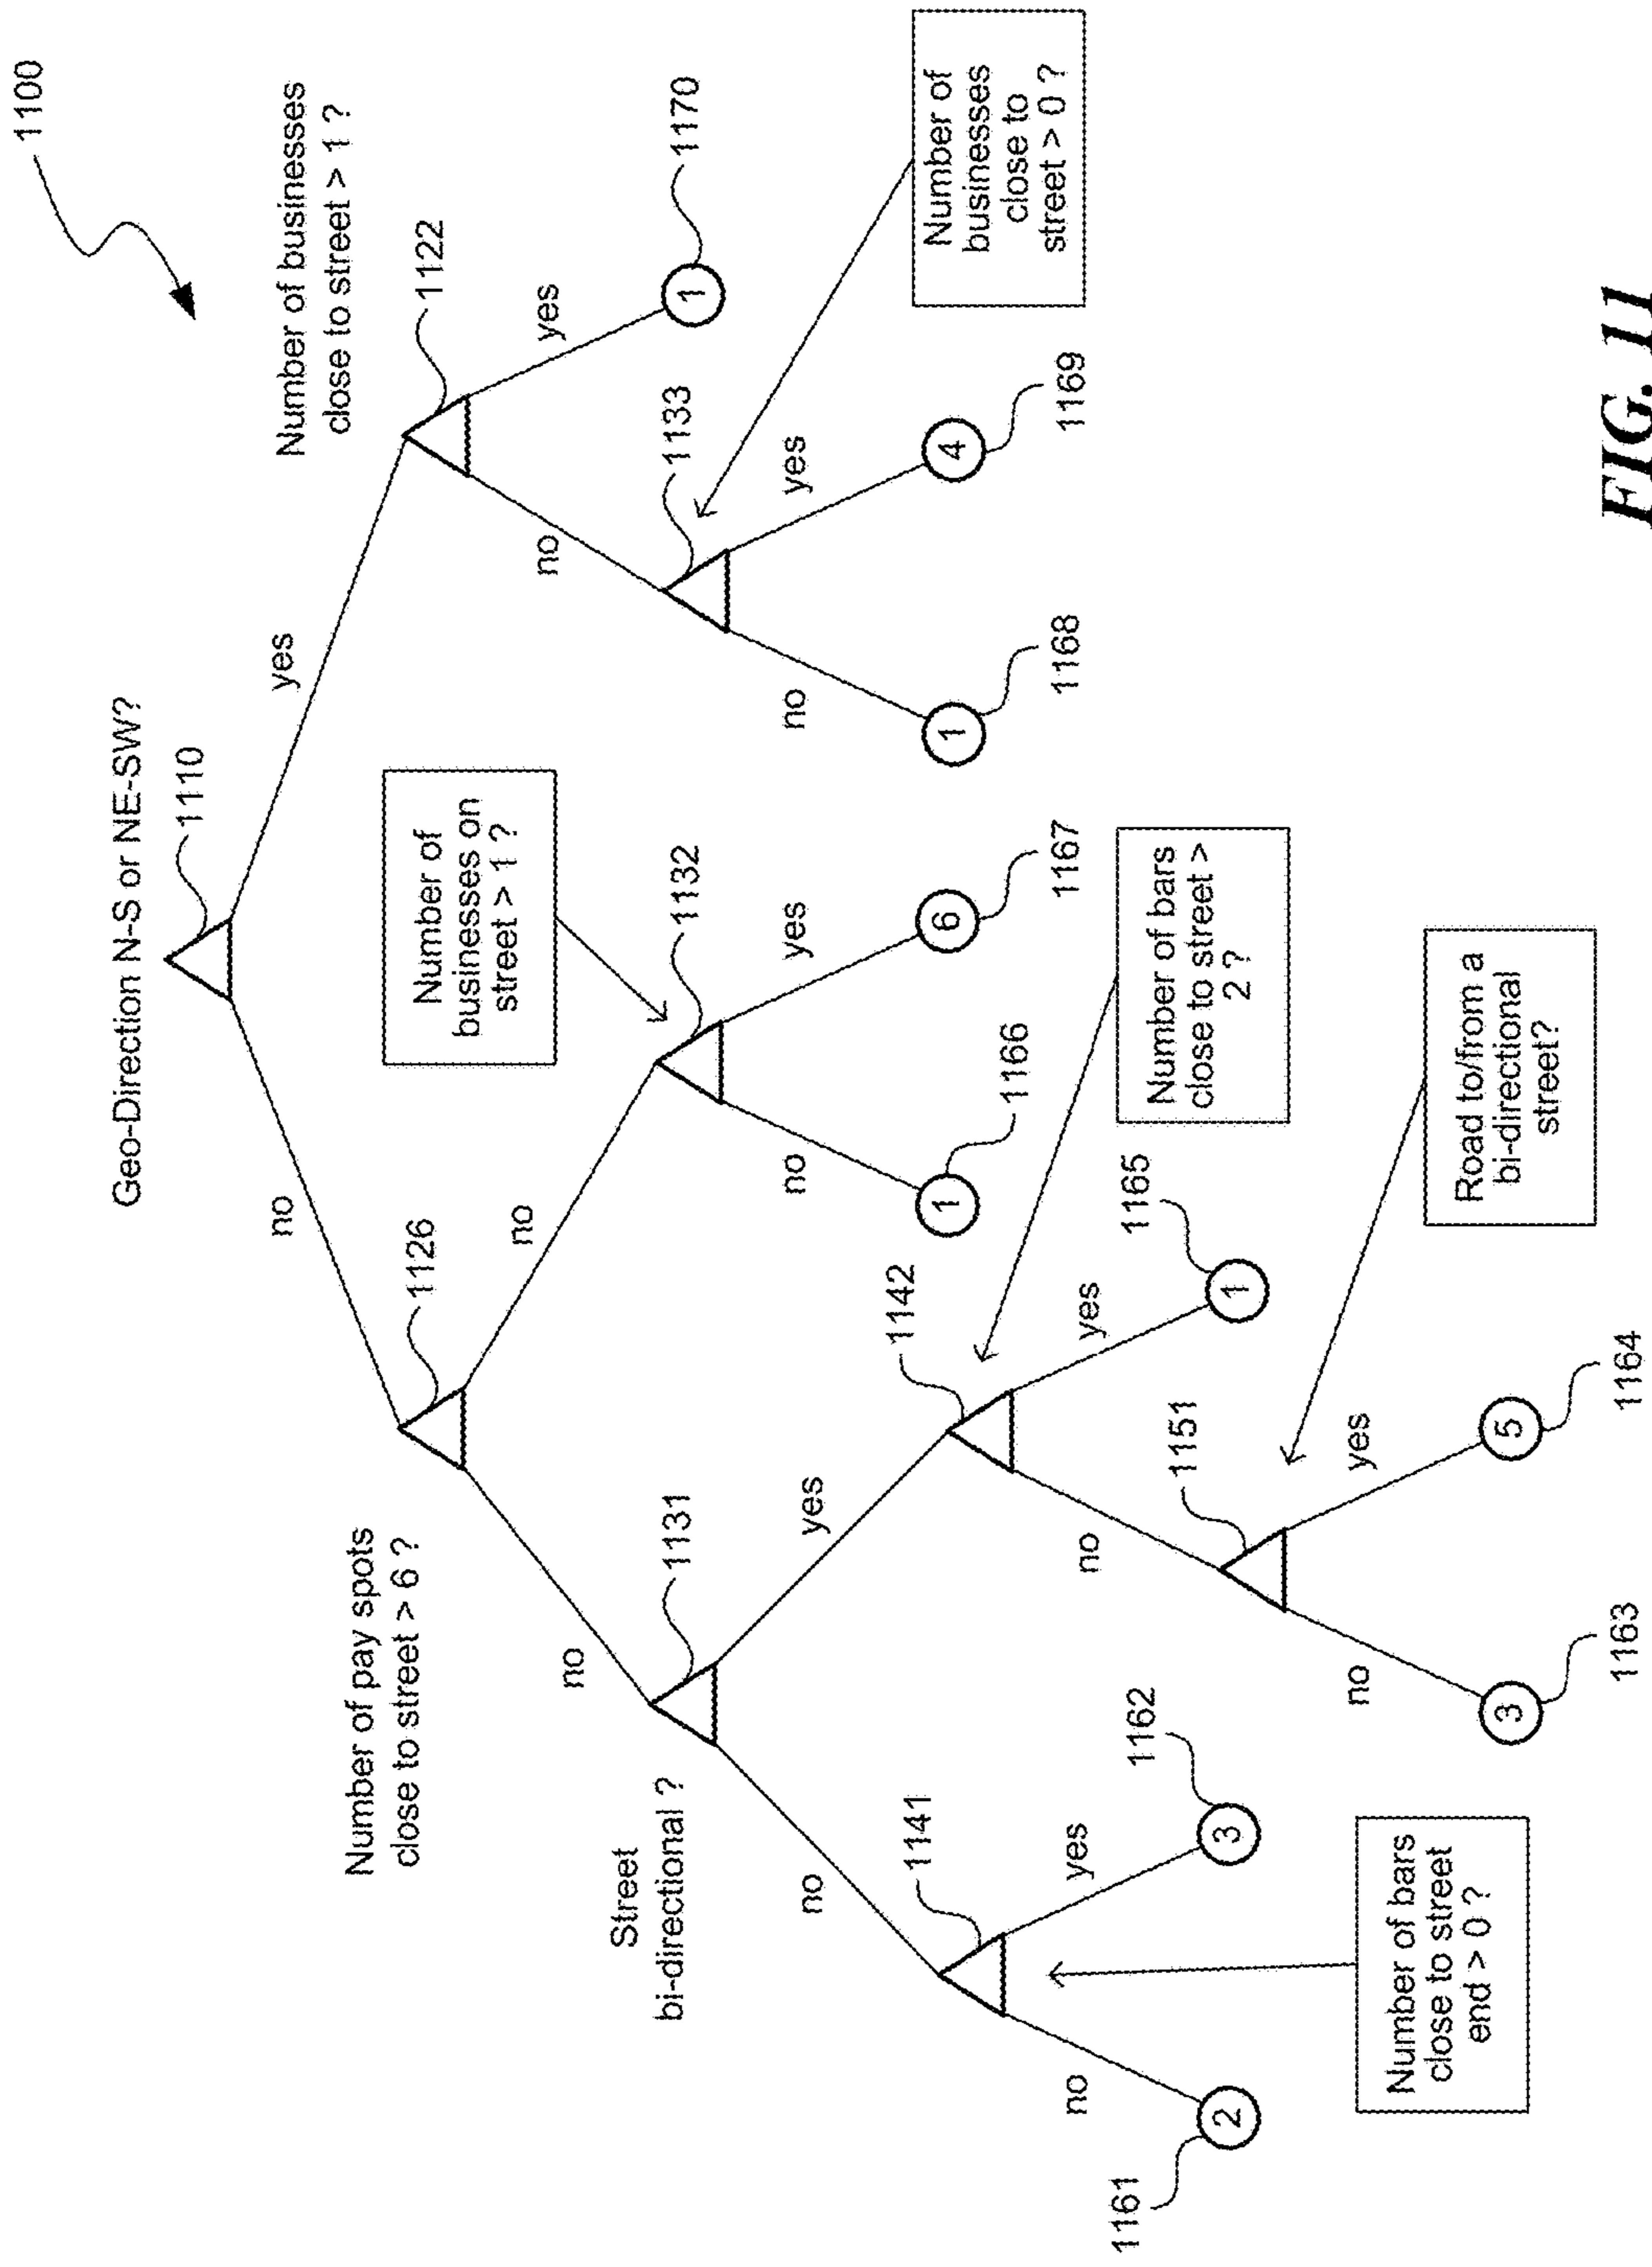 1100
Geo-Direction N-S or NE-SW?
1110
no
yes
Number of pay spots
close to street > 6 ?
1126
Number of businesses
close to street > 1 ?
1122
no
no
no
yes
Number of
businesses on
street > 1 ?
Street
bi-directional ?
1131
1132
1133
1
1170
no
yes
no
yes
no
yes
Number of
businesses
close to
street > 0 ?
1141
1142
1
1166
6
1167
1
1168
4
1169
no
yes
no
yes
Number of bars
close to street >
2 ?
1161
2
3
1162
1151
1
1165
Number of bars
close to street
end > 0 ?
no
yes
Road to/from a
bi-directional
street?
3
1163
5
1164
FIG. 11